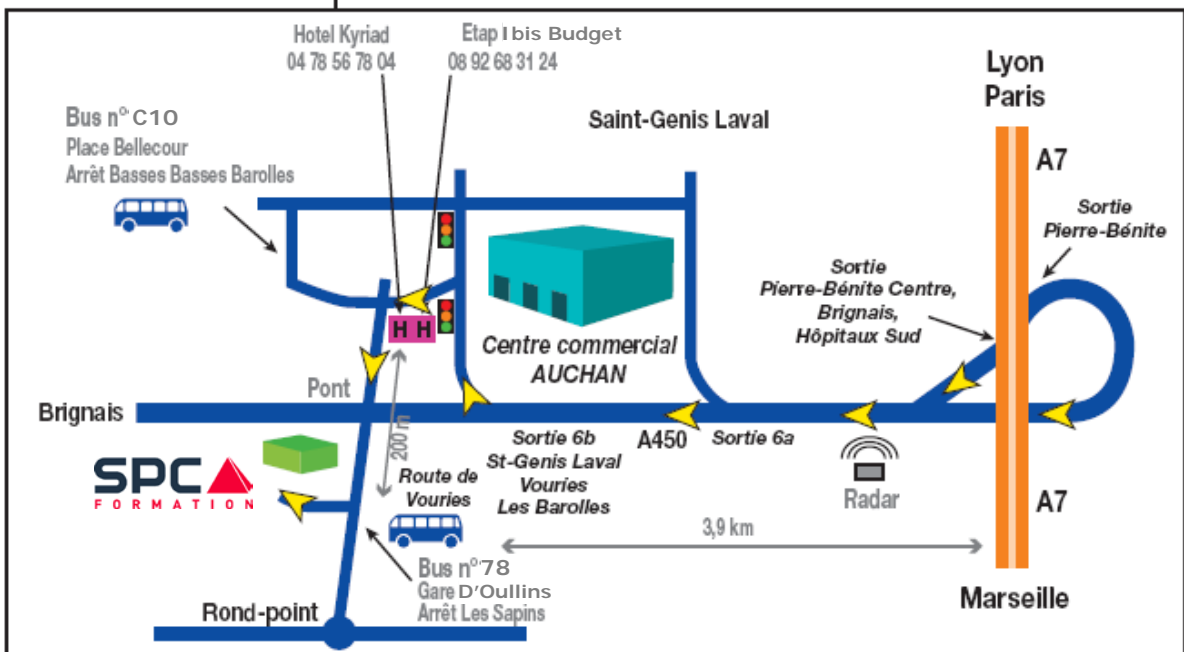 Hotel Kyriad
04 78 56 78 04
Etap Ibis Budget
08 92 68 31 24
Lyon
Paris
Bus n° C10
Place Bellecour
Arrêt Basses Basses Barolles
Saint-Genis Laval
A7
Sortie
Pierre-Bénite
Sortie
Pierre-Bénite Centre,
Brignais,
Hôpitaux Sud
H H
Centre commercial
AUCHAN
Pont
Brignais
200 m
Sortie 6b
St-Genis Laval
Vouries
Les Barolles
A450
Sortie 6a
SPC
FORMATION
Route de
Vouries
Radar
A7
3,9 km
Bus n°78
Gare D'Oullins
Arrêt Les Sapins
Rond-point
Marseille